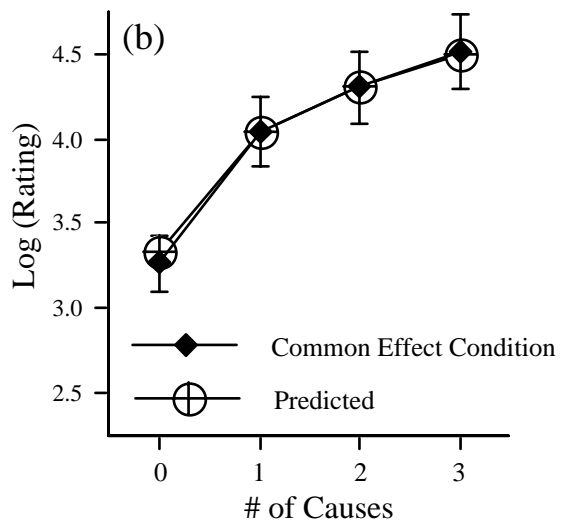 (b)
4.5
4.0
3.5
3.0
2.5
Log (Rating)
Common Effect Condition
Predicted
0 1 2 3
# of Causes